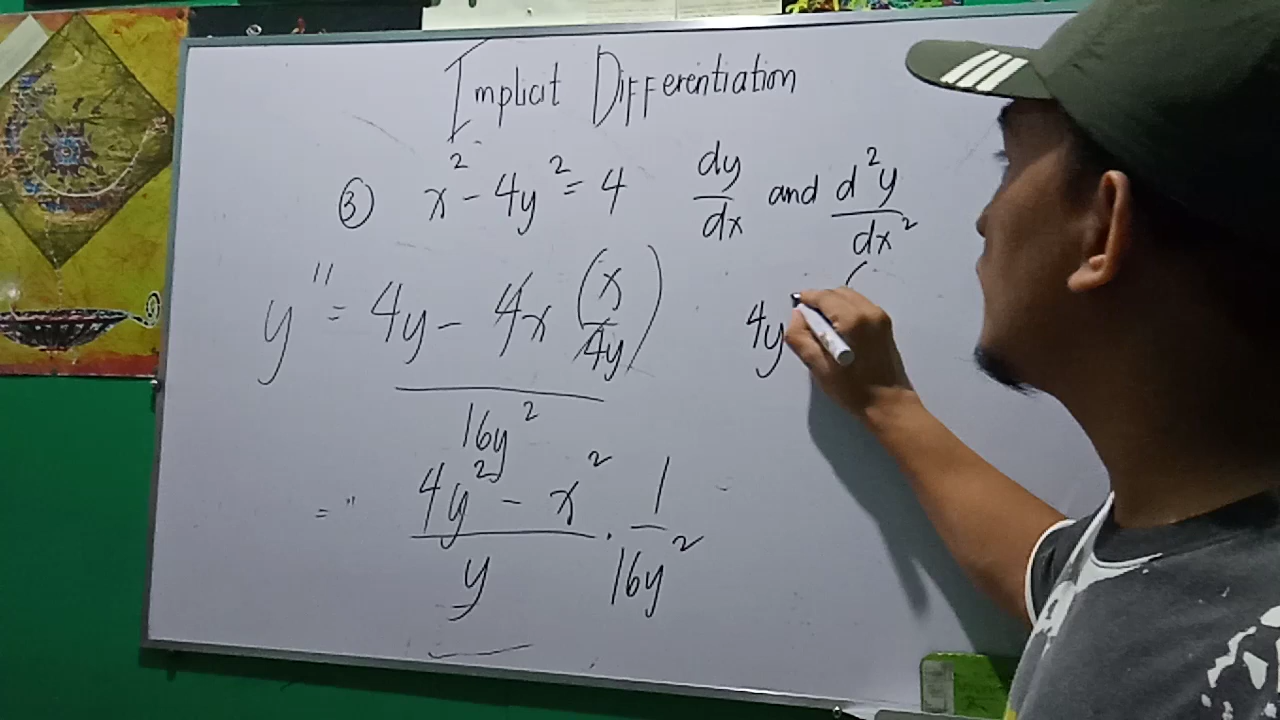 Implicit Differentiation
③ x² - 4y² = 4 dy/dx and d²y/dx²
y'' = (4y - 4x (x/4y)) / 16y² 4y
= (4y² - x²)/y · 1/16y²